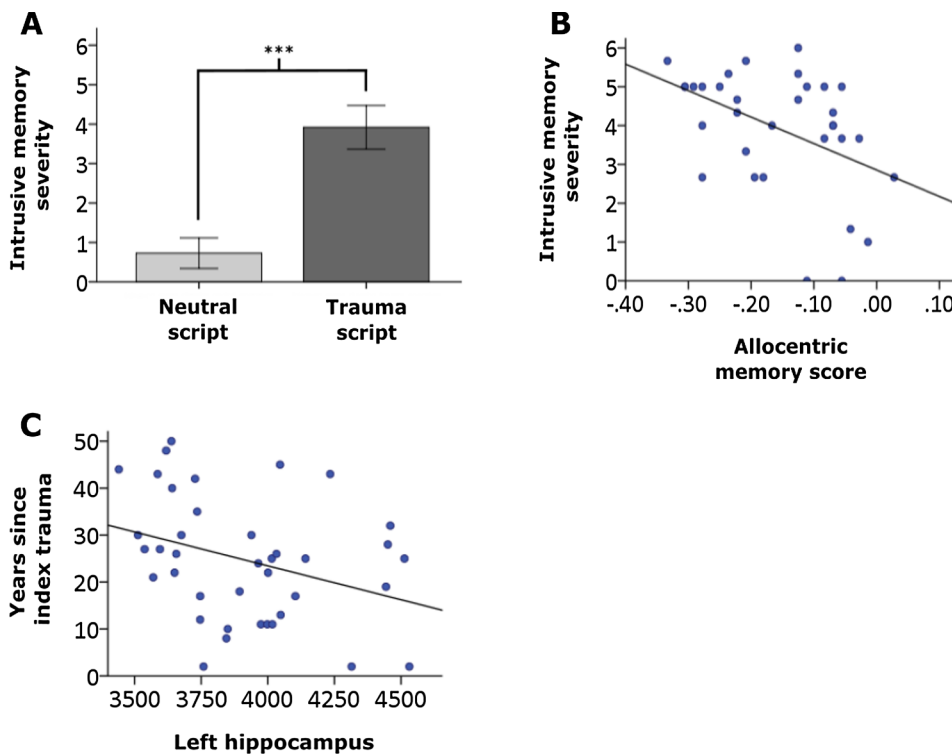 A
Intrusive memory
severity
6
5
4
3
2
1
0
***
Neutral
script
Trauma
script
B
Intrusive memory
severity
6
5
4
3
2
1
0
-.40
-.30
-.20
-.10
.00
.10
Allocentric
memory score
C
Years since
index trauma
50
40
30
20
10
0
3500
3750
4000
4250
4500
Left hippocampus